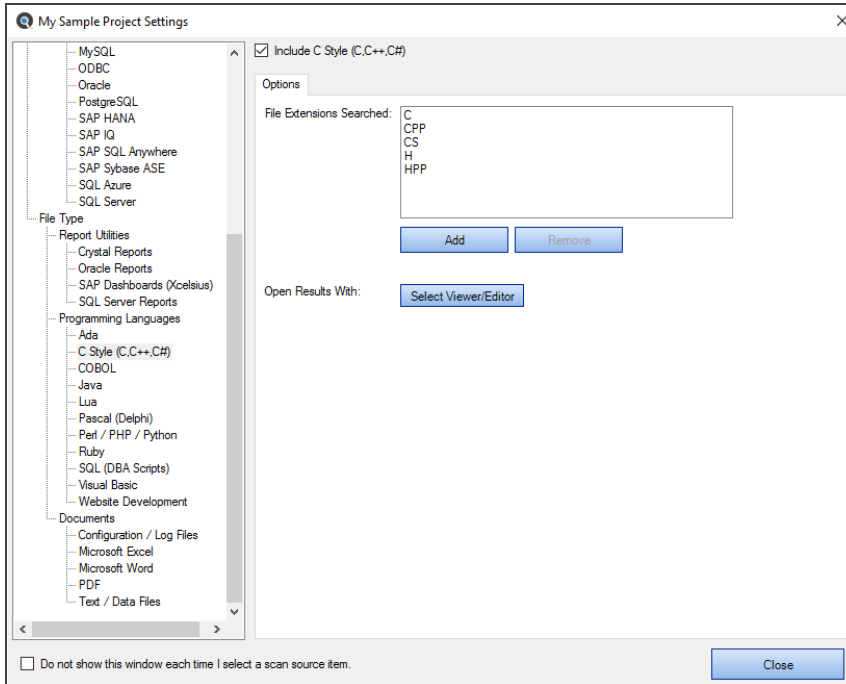 My Sample Project Settings
MySQL
ODBC
Oracle
PostgreSQL
SAP HANA
SAP IQ
SAP SQL Anywhere
SAP Sybase ASE
SQL Azure
SQL Server
File Type
Report Utilities
Crystal Reports
Oracle Reports
SAP Dashboards (Xcelsius)
SQL Server Reports
Programming Languages
Ada
C Style (C,C++,C#)
COBOL
Java
Lua
Pascal (Delphi)
Perl / PHP / Python
Ruby
SQL (DBA Scripts)
Visual Basic
Website Development
Documents
Configuration / Log Files
Microsoft Excel
Microsoft Word
PDF
Text / Data Files
Include C Style (C,C++,C#)
Options
File Extensions Searched:
C
CPP
CS
H
HPP
Add Remove
Open Results With: Select Viewer/Editor
Do not show this window each time I select a scan source item.
Close